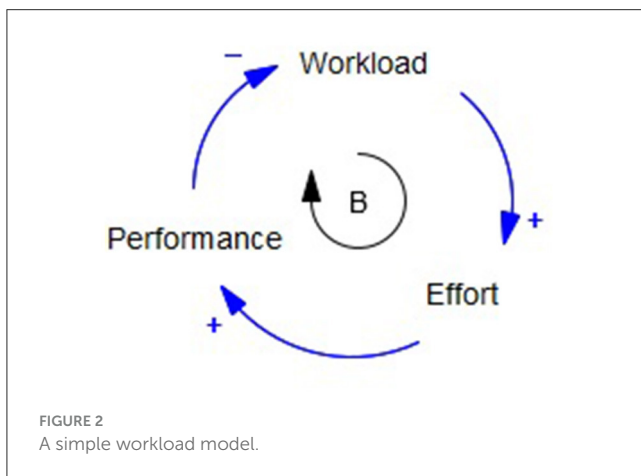 −
Workload
B
+
Performance
Effort
+
FIGURE 2
A simple workload model.